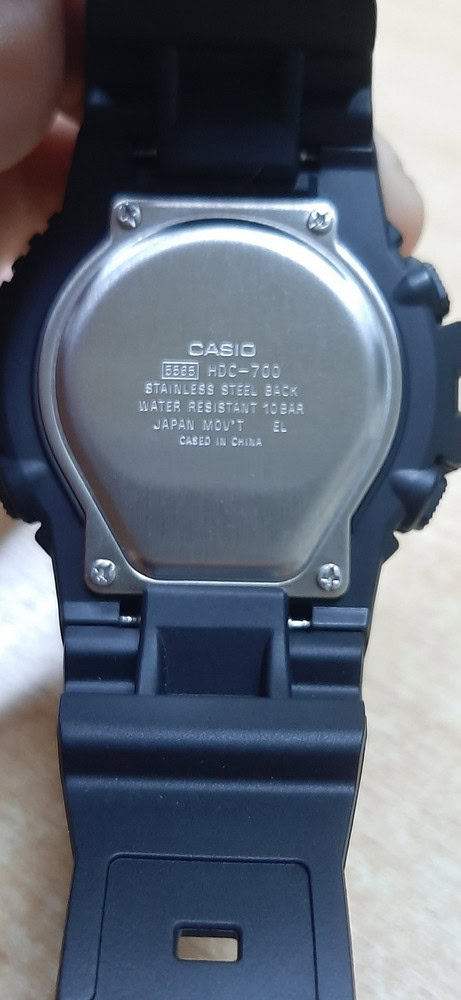 CASIO
5565 HDC-700
STAINLESS STEEL BACK
WATER RESISTANT 10BAR
JAPAN MOV'T EL
CASED IN CHINA